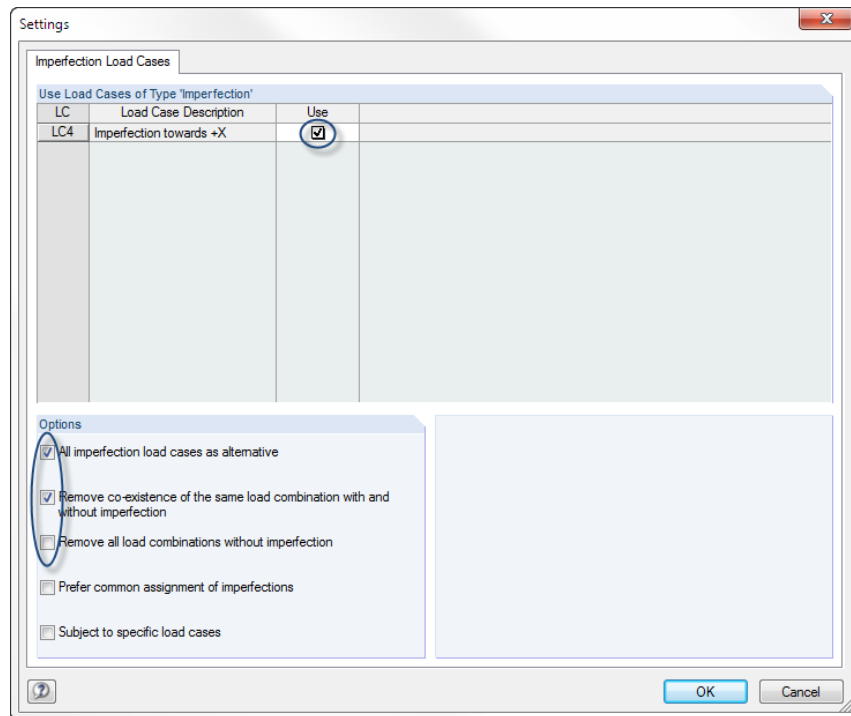 Settings
Imperfection Load Cases
Use Load Cases of Type 'Imperfection'
LC Load Case Description Use
LC4 Imperfection towards +X
Options
All imperfection load cases as alternative
Remove co-existence of the same load combination with and
without imperfection
Remove all load combinations without imperfection
Prefer common assignment of imperfections
Subject to specific load cases
OK Cancel